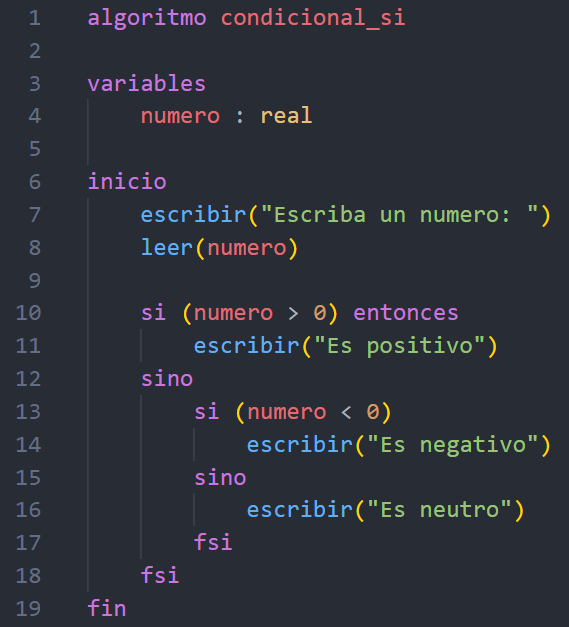 1 algoritmo condicional_si
2
3 variables
4 numero : real
5
6 inicio
7 escribir("Escriba un numero: ")
8 leer(numero)
9
10 si (numero > 0) entonces
11 escribir("Es positivo")
12 sino
13 si (numero < 0)
14 escribir("Es negativo")
15 sino
16 escribir("Es neutro")
17 fsi
18 fsi
19 fin